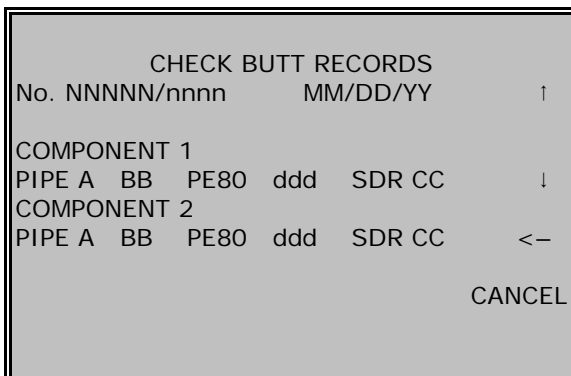 CHECK BUTT RECORDS
No. NNNNN/nnnn MM/DD/YY ↑
COMPONENT 1
PIPE A BB PE80 ddd SDR CC ↓
COMPONENT 2
PIPE A BB PE80 ddd SDR CC <–
CANCEL